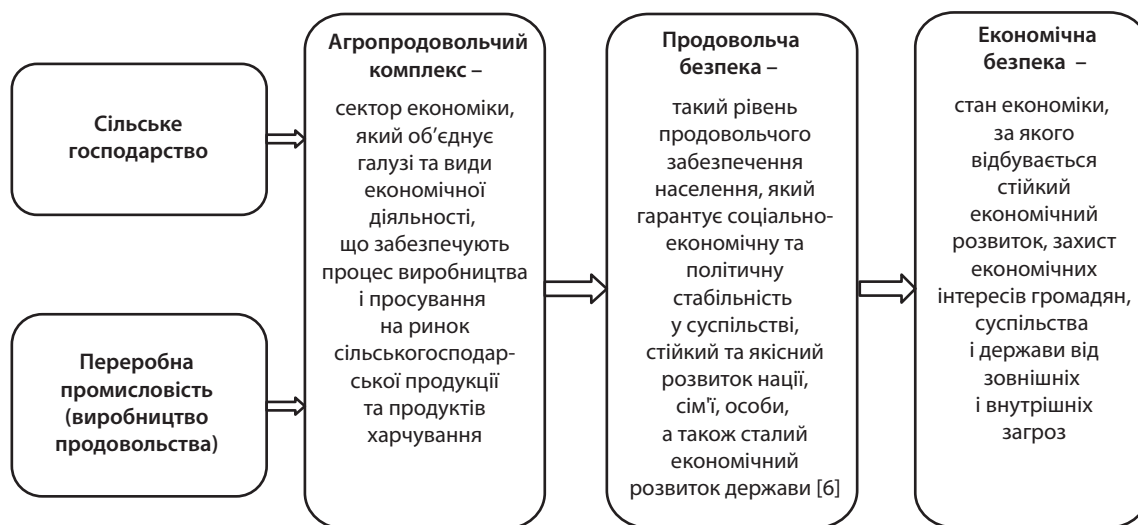 Сільське
господарство
Переробна
промисловість
(виробництво
продовольства)
Агропродовольчий
комплекс –
сектор економіки,
який об’єднує
галузі та види
економічної
діяльності,
що забезпечують
процес виробництва
і просування
на ринок
сільськогосподар-
ської продукції
та продуктів
харчування
Продовольча
безпека –
такий рівень
продовольчого
забезпечення
населення, який
гарантує соціально-
економічну та
політичну
стабільність
у суспільстві,
стійкий та якісний
розвиток нації,
сім'ї, особи,
а також сталий
економічний
розвиток держави [6]
Економічна
безпека –
стан економіки,
за якого
відбувається
стійкий
економічний
розвиток, захист
економічних
інтересів громадян,
суспільства
і держави від
зовнішніх
і внутрішніх
загроз